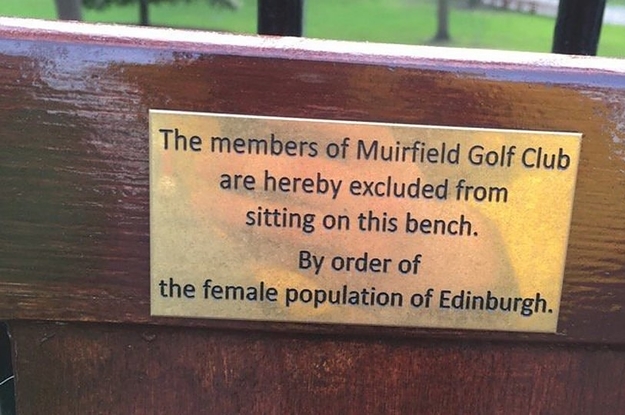 The members of Muirfield Golf Club
are hereby excluded from
sitting on this bench.
By order of
the female population of Edinburgh.